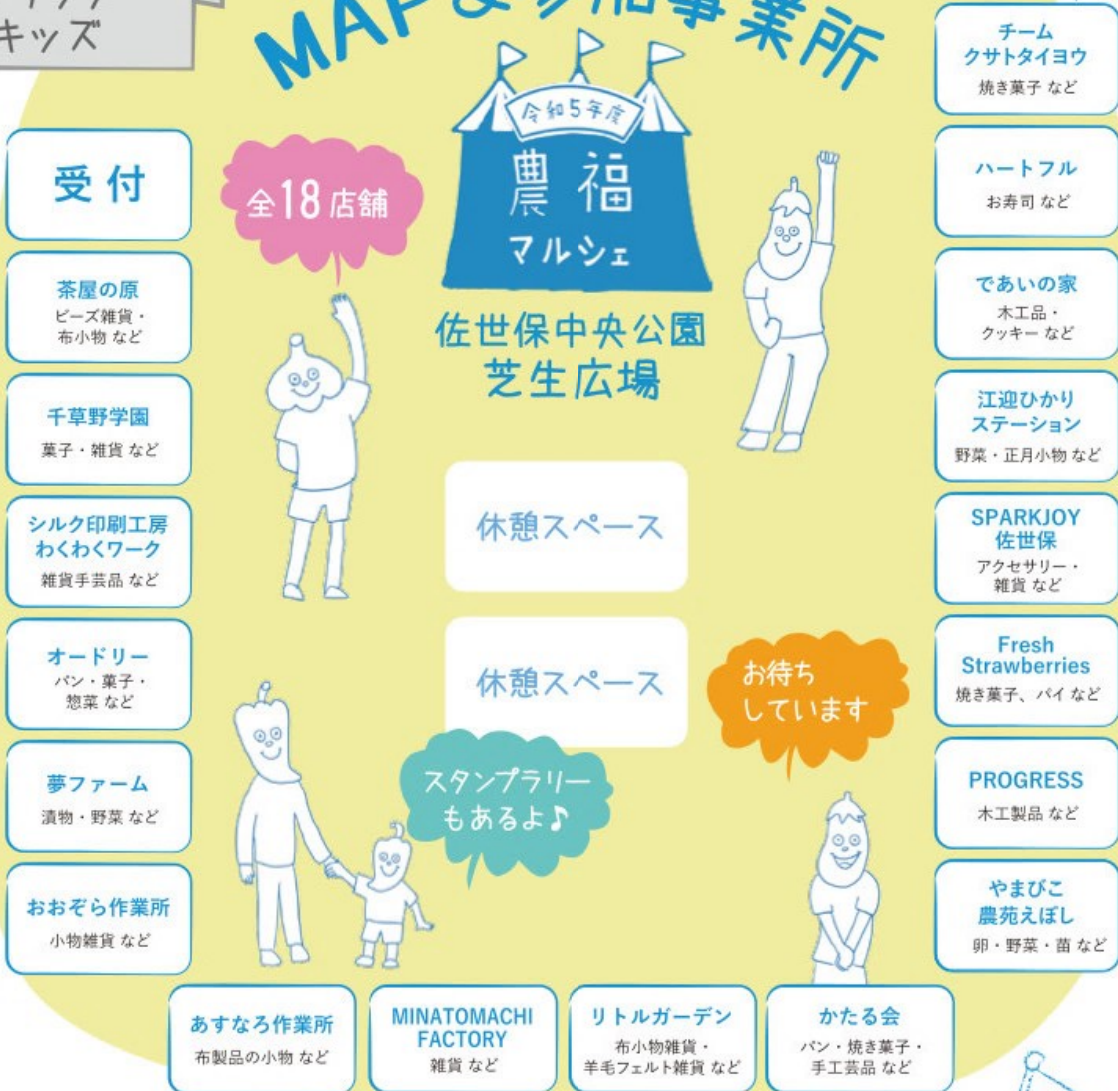 キッズ
MAPおよび出店事業所
令和5年度
農福
マルシェ
佐世保中央公園
芝生広場
全18店舗
受付
茶屋の原
ビーズ雑貨・
布小物 など
千草野学園
菓子・雑貨 など
シルク印刷工房
わくわくワーク
雑貨手芸品 など
オードリー
パン・菓子・
惣菜 など
夢ファーム
漬物・野菜 など
おおぞら作業所
小物雑貨 など
休憩スペース
休憩スペース
お待ち
しています
スタンプラリー
もあるよ♪
チーム
クサトタイヨウ
焼き菓子 など
ハートフル
お寿司 など
であいの家
木工品・
クッキー など
江迎ひかり
ステーション
野菜・正月小物 など
SPARKJOY
佐世保
アクセサリー・
雑貨 など
Fresh
Strawberries
焼き菓子、パイ など
PROGRESS
木工製品 など
やまびこ
農苑えぼし
卵・野菜・苗 など
あすなろ作業所
布製品の小物 など
MINATOMACHI
FACTORY
雑貨 など
リトルガーデン
布小物雑貨・
羊毛フェルト雑貨 など
かたる会
パン・焼き菓子・
手工芸品 など